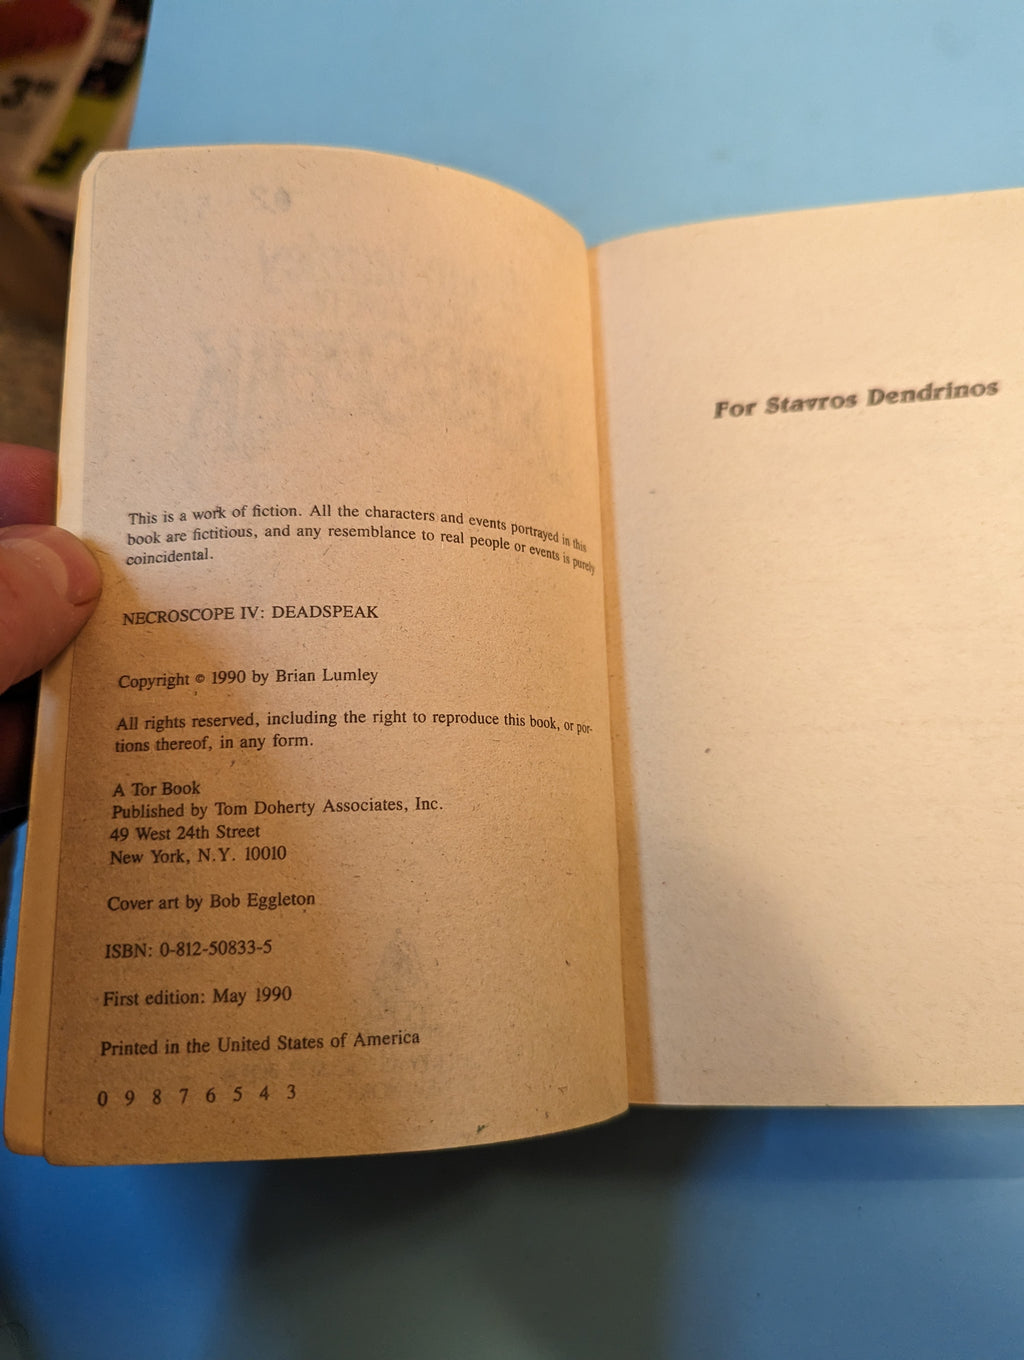 This is a work of fiction. All the characters and events portrayed in this
book are fictitious, and any resemblance to real people or events is purely
coincidental.
NECROSCOPE IV: DEADSPEAK
Copyright © 1990 by Brian Lumley
All rights reserved, including the right to reproduce this book, or por-
tions thereof, in any form.
A Tor Book
Published by Tom Doherty Associates, Inc.
49 West 24th Street
New York, N.Y. 10010
Cover art by Bob Eggleton
ISBN: 0-812-50833-5
First edition: May 1990
Printed in the United States of America
0 9 8 7 6 5 4 3
For Stavros Dendrinos